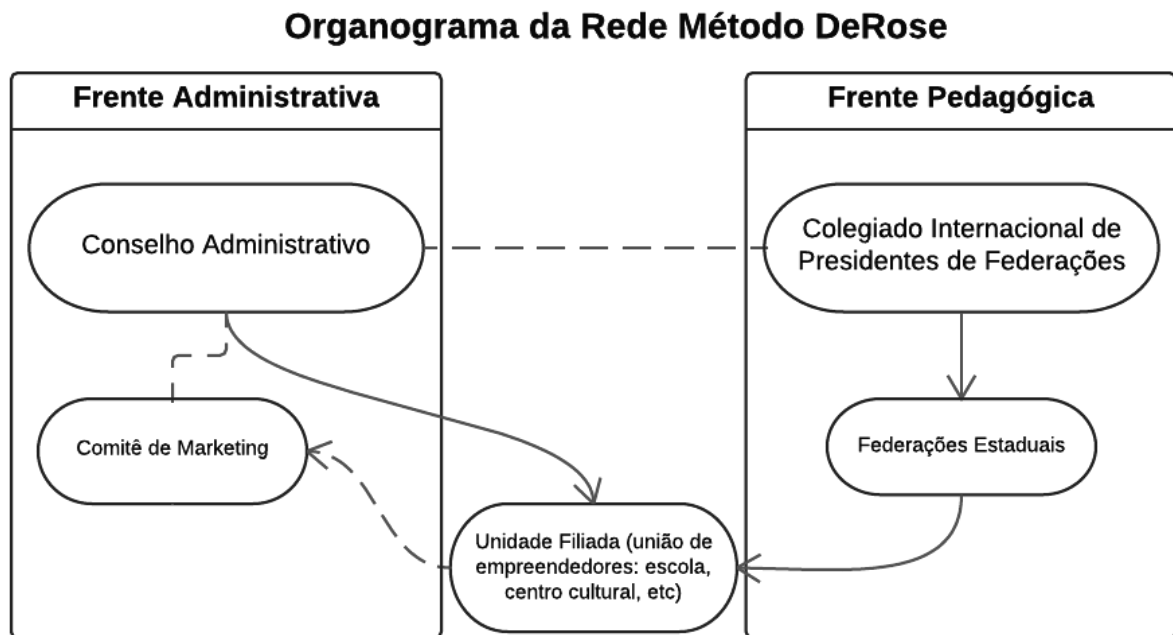 Organograma da Rede Método DeRose
Frente Administrativa
Frente Pedagógica
Conselho Administrativo
Colegiado Internacional de
Presidentes de Federações
Comitê de Marketing
Federações Estaduais
Unidade Filiada (união de
empreendedores: escola,
centro cultural, etc)